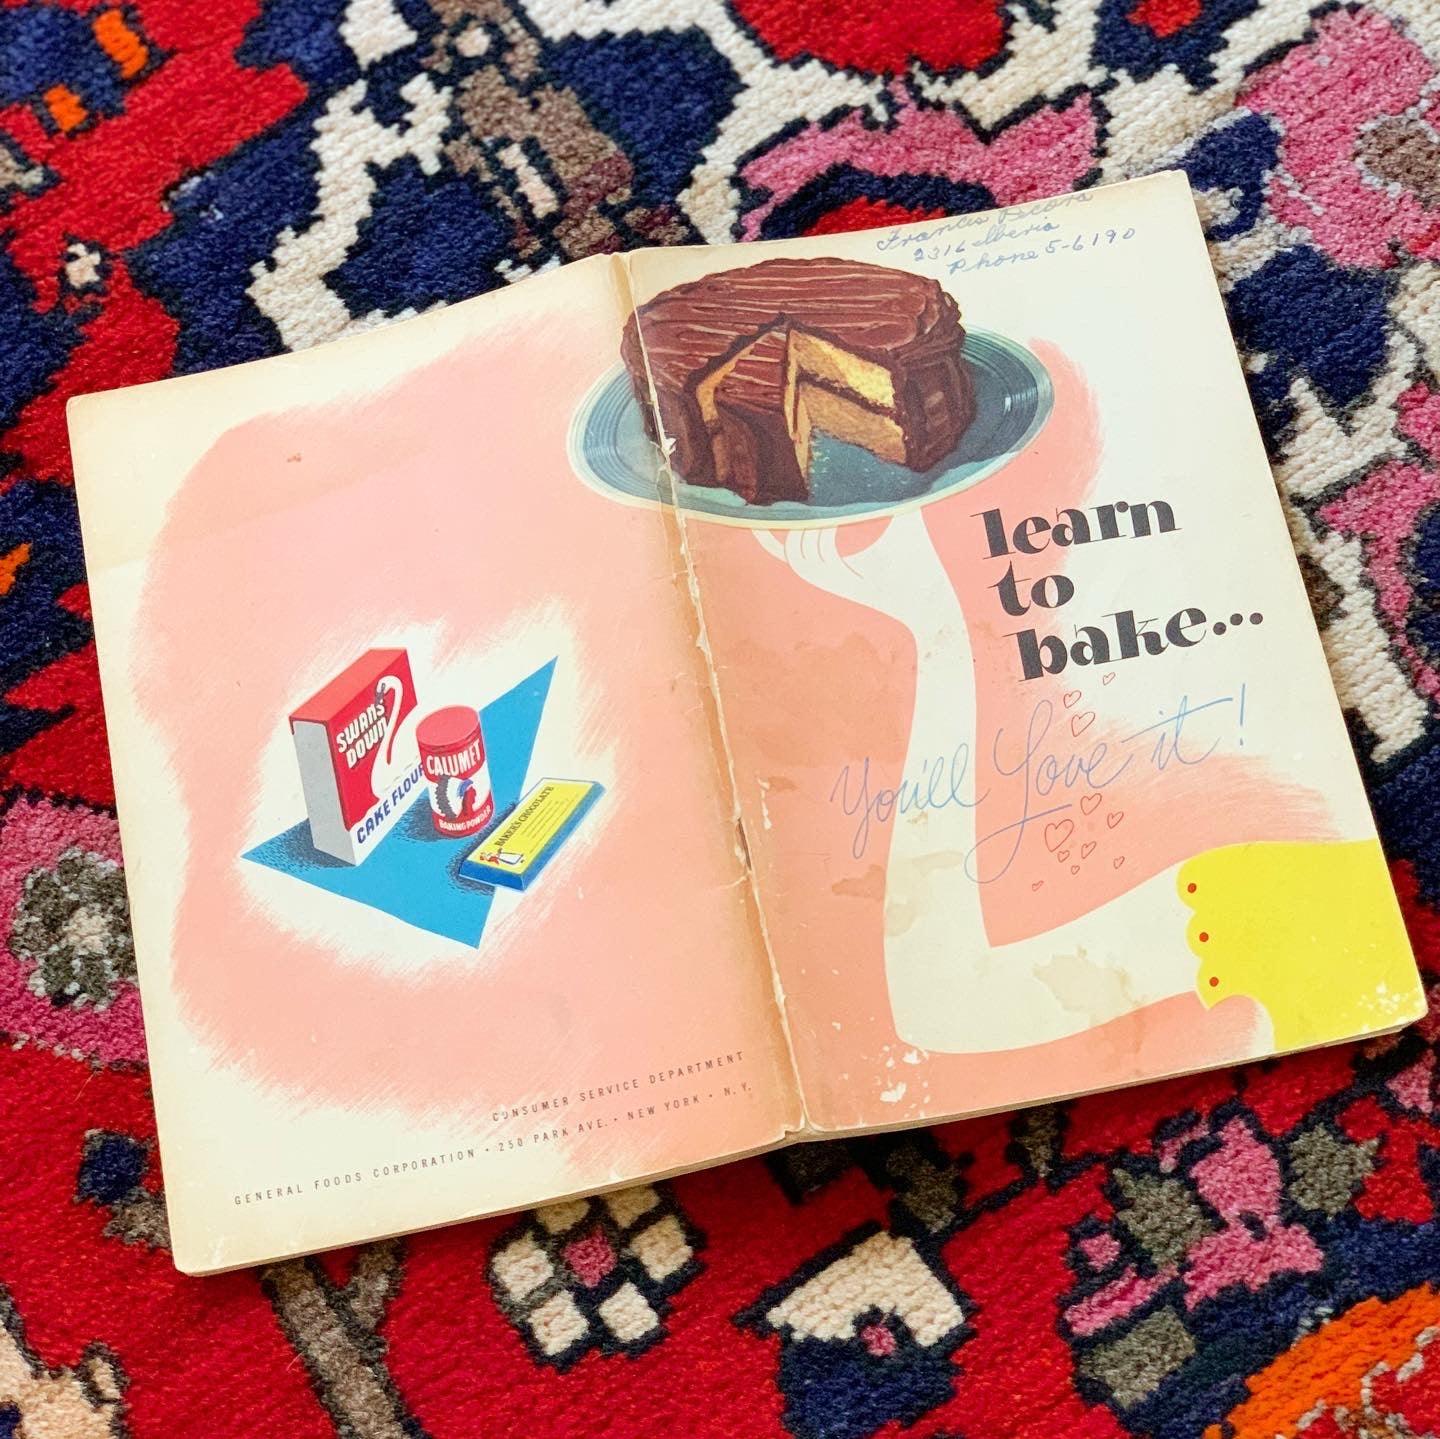 SWANS
DOWN
CAKE FLOUR
CALUMET
BAKING POWDER
BAKER'S CHOCOLATE
CONSUMER SERVICE DEPARTMENT
GENERAL FOODS CORPORATION • 250 PARK AVE. • NEW YORK • N.Y.
Frances
2316 Iberia
Phone 5-6190
learn
to
bake...
You'll Love it!